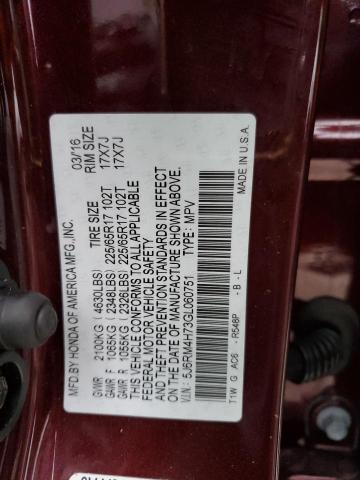 MFD.BY HONDA OF AMERICA MFG.,INC. 03/16
TIRE SIZE RIM SIZE
GVWR 2100KG (4630LBS)
GAWR F 1065KG (2348LBS) 225/65R17 102T 17X7J
GAWR R 1055KG (2326LBS) 225/65R17 102T 17X7J
THIS VEHICLE CONFORMS TO ALL APPLICABLE
FEDERAL MOTOR VEHICLE SAFETY
AND THEFT PREVENTION STANDARDS IN EFFECT
ON THE DATE OF MANUFACTURE SHOWN ABOVE.
V.I.N.: 5J6RM4H73GL060751 TYPE: MPV
T1W G AC6 - R548P - B - L MADE IN U.S.A.